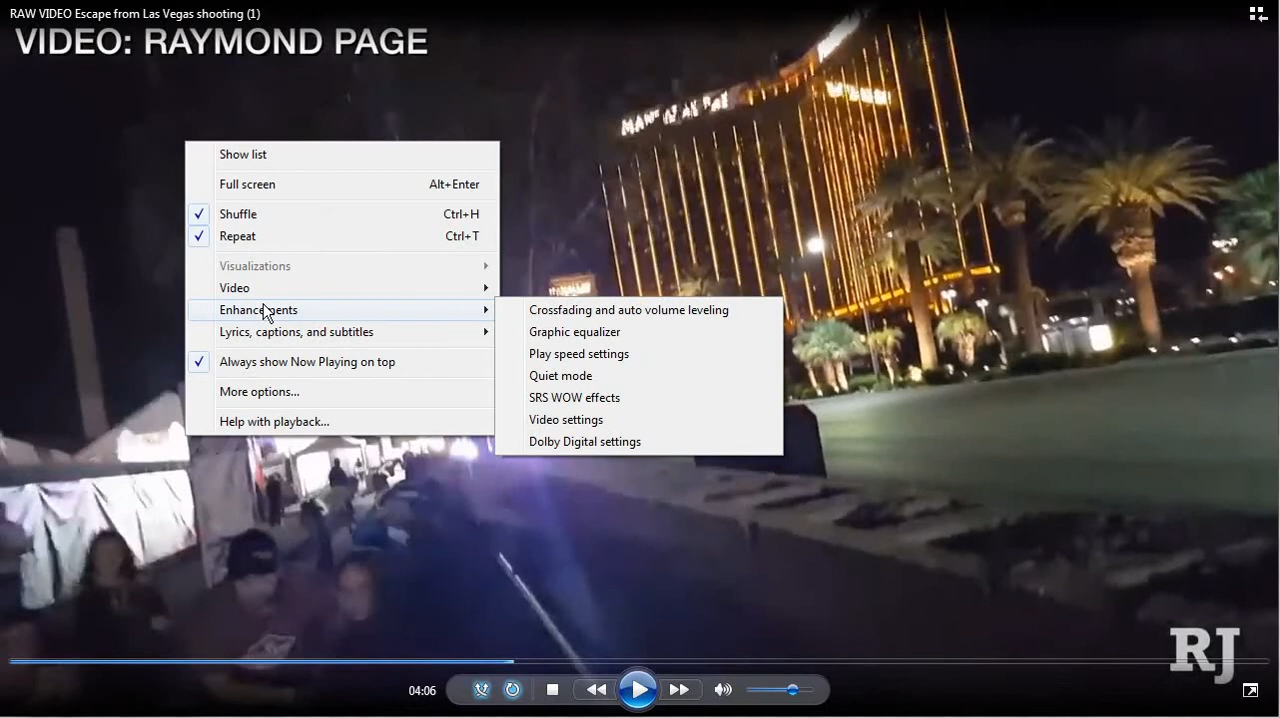 RAW VIDEO Escape from Las Vegas shooting (1)
VIDEO: RAYMOND PAGE
MANDALAY BAY
Show list
Full screen Alt+Enter
Shuffle Ctrl+H
Repeat Ctrl+T
Visualizations
Video
Enhancements
Lyrics, captions, and subtitles
Always show Now Playing on top
More options...
Help with playback...
Crossfading and auto volume leveling
Graphic equalizer
Play speed settings
Quiet mode
SRS WOW effects
Video settings
Dolby Digital settings
RJ
04:06